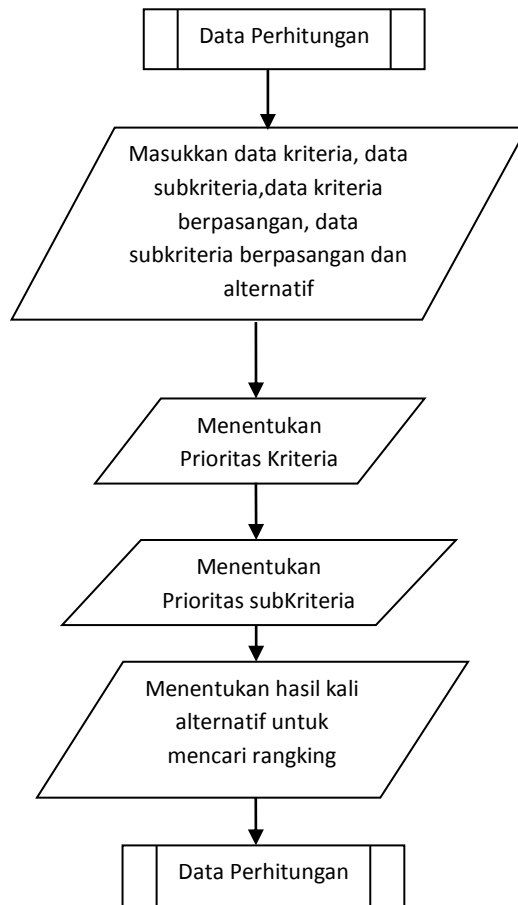 Data Perhitungan
Masukkan data kriteria, data
subkriteria,data kriteria
berpasangan, data
subkriteria berpasangan dan
alternatif
Menentukan
Prioritas Kriteria
Menentukan
Prioritas subKriteria
Menentukan hasil kali
alternatif untuk
mencari rangking
Data Perhitungan